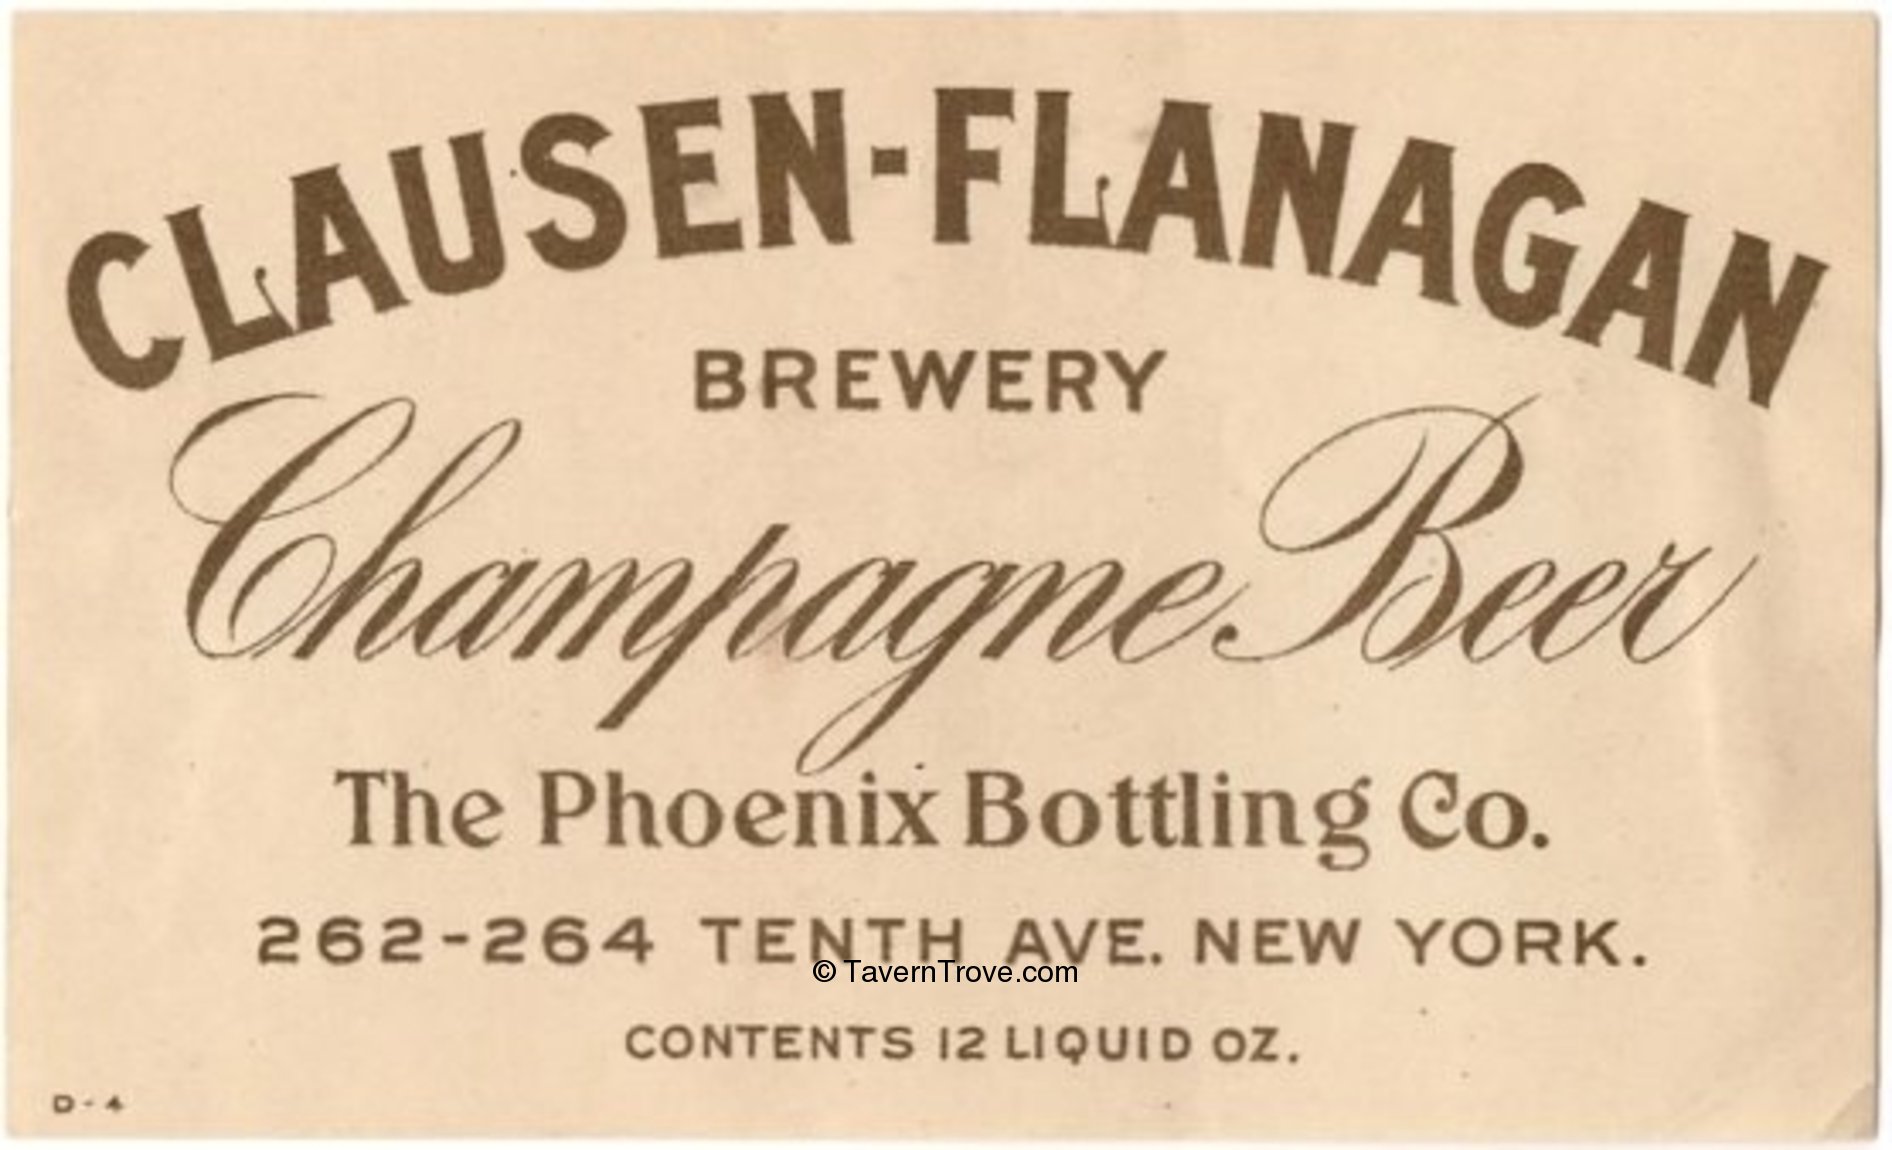 CLAUSEN-FLANAGAN
BREWERY
Champagne Beer
The Phoenix Bottling Co.
262-264 TENTH AVE. NEW YORK.
© TavernTrove.com
CONTENTS 12 LIQUID OZ.
D-4